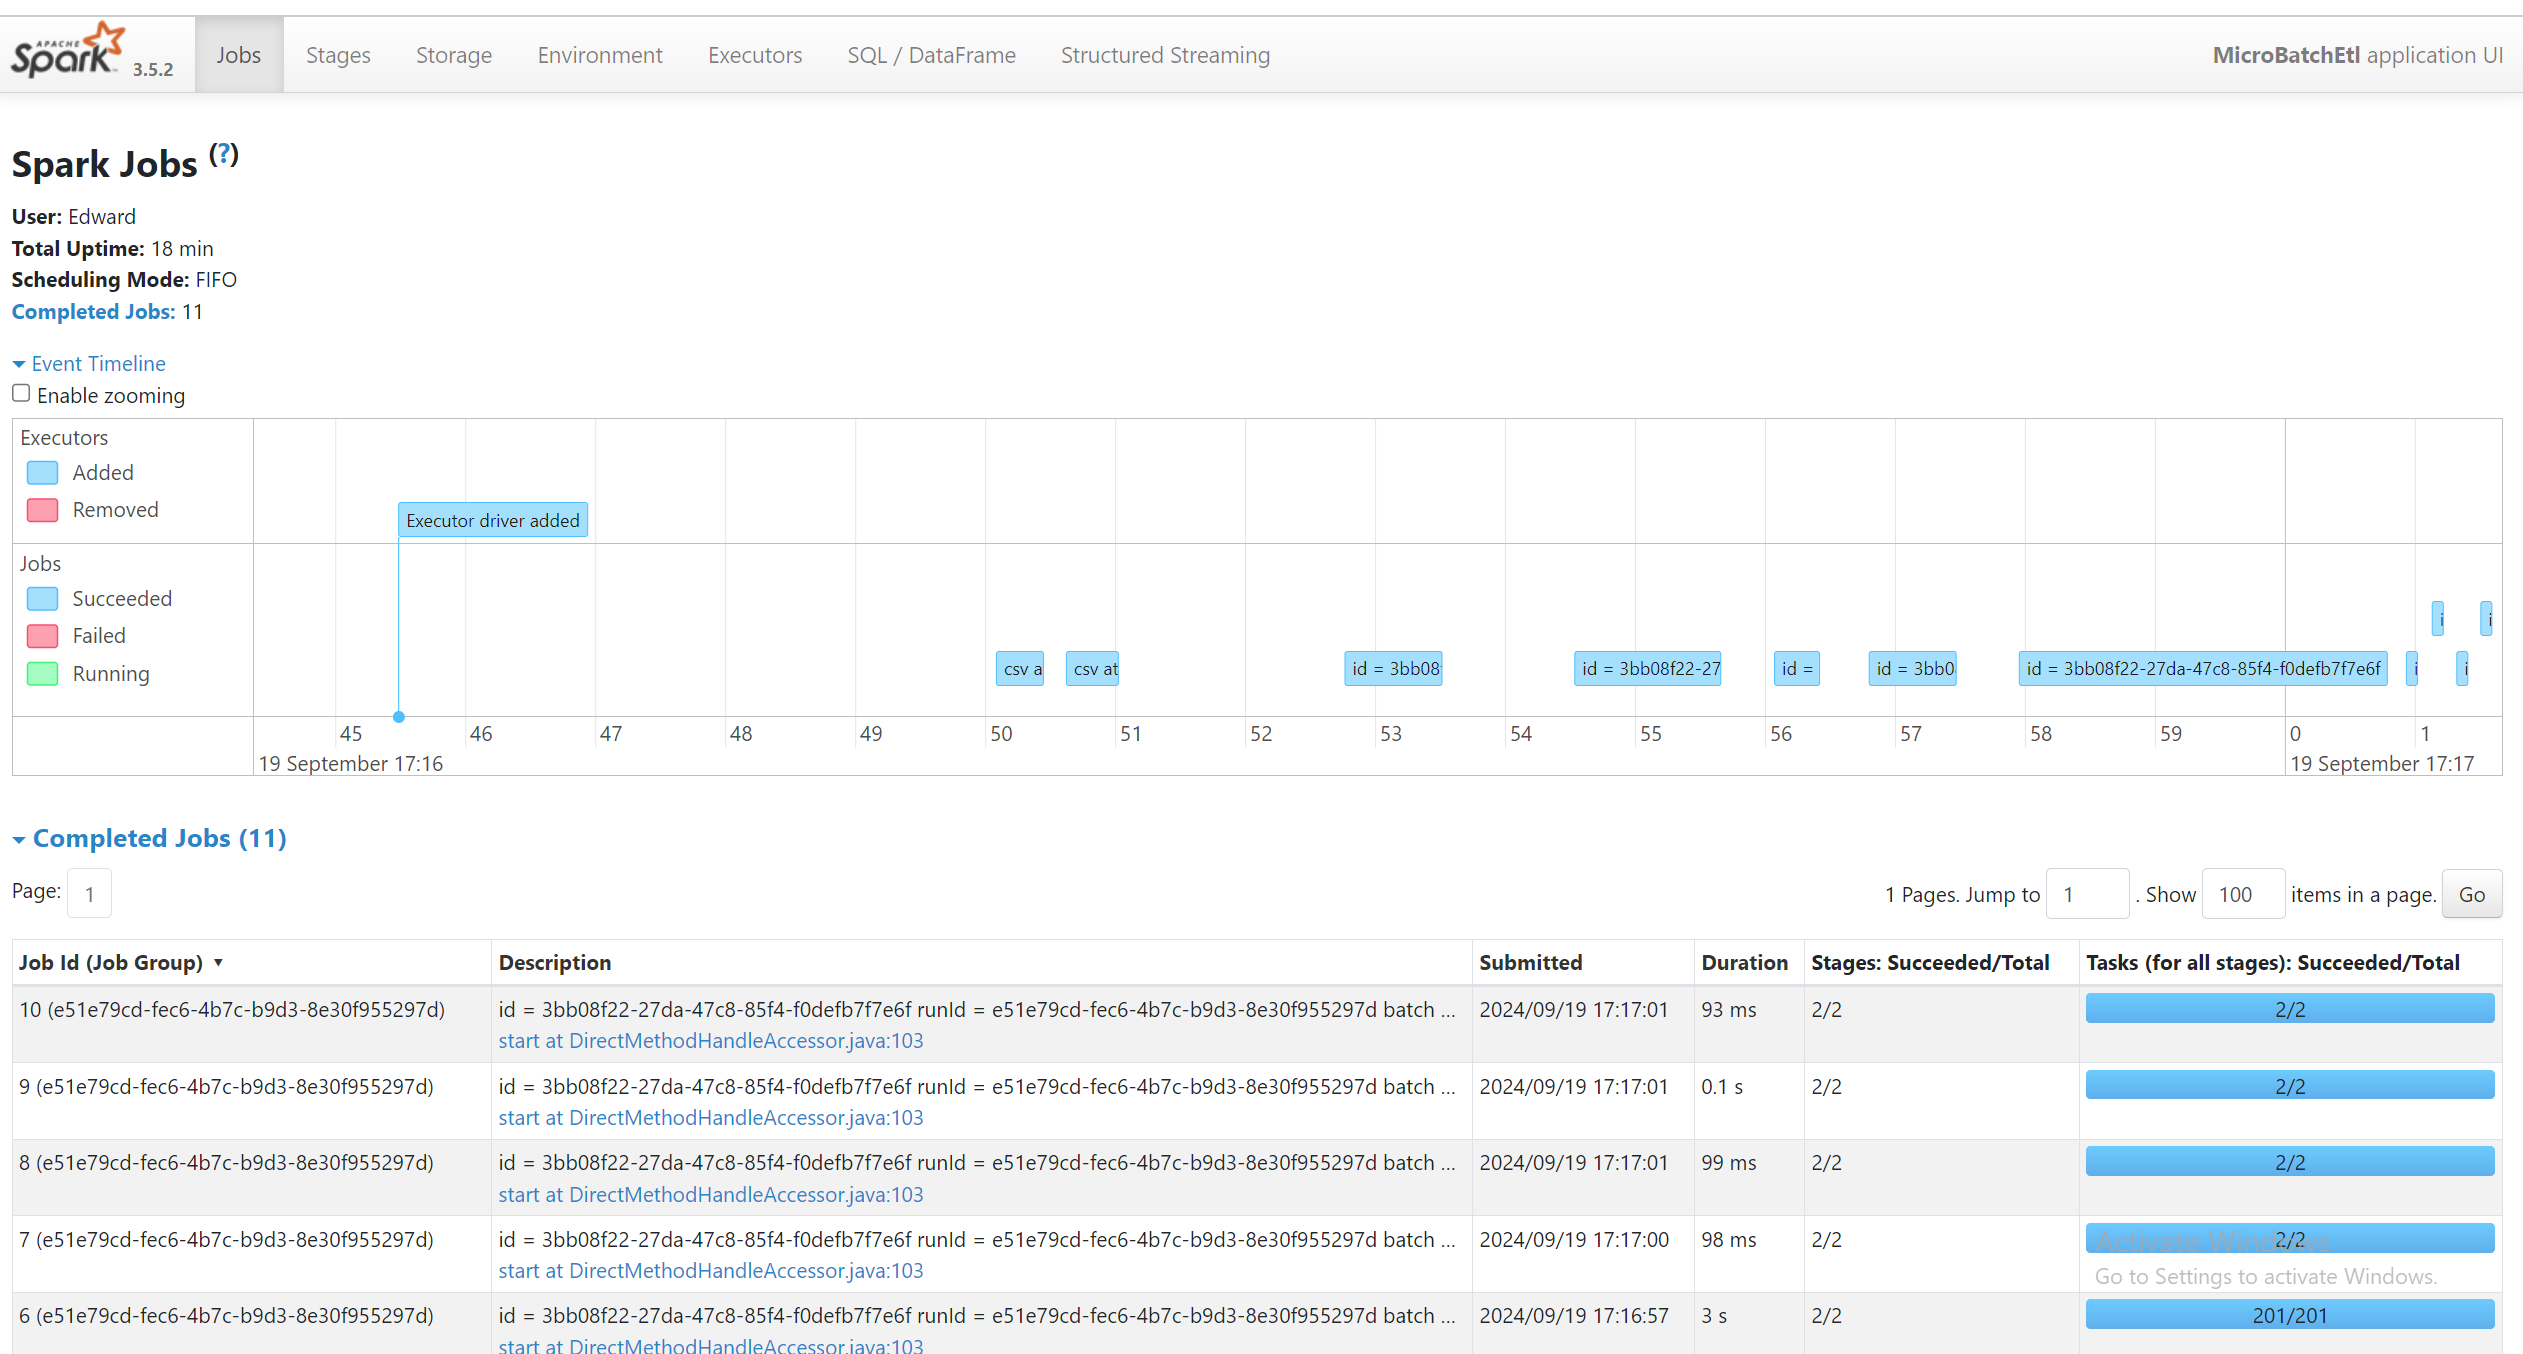 APACHE
Spark 3.5.2 Jobs Stages Storage Environment Executors SQL / DataFrame Structured Streaming MicroBatchEtl application UI
Spark Jobs (?)
User: Edward
Total Uptime: 18 min
Scheduling Mode: FIFO
Completed Jobs: 11
Event Timeline
Enable zooming
Executors
Added
Removed
Executor driver added
Jobs
Succeeded
Failed
Running
i i
csv a csv at id = 3bb08 id = 3bb08f22-27 id = id = 3bb0 id = 3bb08f22-27da-47c8-85f4-f0defb7f7e6f i i
45 46 47 48 49 50 51 52 53 54 55 56 57 58 59 0 1
19 September 17:16 19 September 17:17
Completed Jobs (11)
Page: 1 1 Pages. Jump to 1 . Show 100 items in a page. Go
Job Id (Job Group) ▼ Description Submitted Duration Stages: Succeeded/Total Tasks (for all stages): Succeeded/Total
10 (e51e79cd-fec6-4b7c-b9d3-8e30f955297d) id = 3bb08f22-27da-47c8-85f4-f0defb7f7e6f runId = e51e79cd-fec6-4b7c-b9d3-8e30f955297d batch ... 2024/09/19 17:17:01 93 ms 2/2 2/2
start at DirectMethodHandleAccessor.java:103
9 (e51e79cd-fec6-4b7c-b9d3-8e30f955297d) id = 3bb08f22-27da-47c8-85f4-f0defb7f7e6f runId = e51e79cd-fec6-4b7c-b9d3-8e30f955297d batch ... 2024/09/19 17:17:01 0.1 s 2/2 2/2
start at DirectMethodHandleAccessor.java:103
8 (e51e79cd-fec6-4b7c-b9d3-8e30f955297d) id = 3bb08f22-27da-47c8-85f4-f0defb7f7e6f runId = e51e79cd-fec6-4b7c-b9d3-8e30f955297d batch ... 2024/09/19 17:17:01 99 ms 2/2 2/2
start at DirectMethodHandleAccessor.java:103
7 (e51e79cd-fec6-4b7c-b9d3-8e30f955297d) id = 3bb08f22-27da-47c8-85f4-f0defb7f7e6f runId = e51e79cd-fec6-4b7c-b9d3-8e30f955297d batch ... 2024/09/19 17:17:00 98 ms 2/2 2/2
Activate Windows
start at DirectMethodHandleAccessor.java:103
Go to Settings to activate Windows.
6 (e51e79cd-fec6-4b7c-b9d3-8e30f955297d) id = 3bb08f22-27da-47c8-85f4-f0defb7f7e6f runId = e51e79cd-fec6-4b7c-b9d3-8e30f955297d batch ... 2024/09/19 17:16:57 3 s 2/2 201/201
start at DirectMethodHandleAccessor.java:103